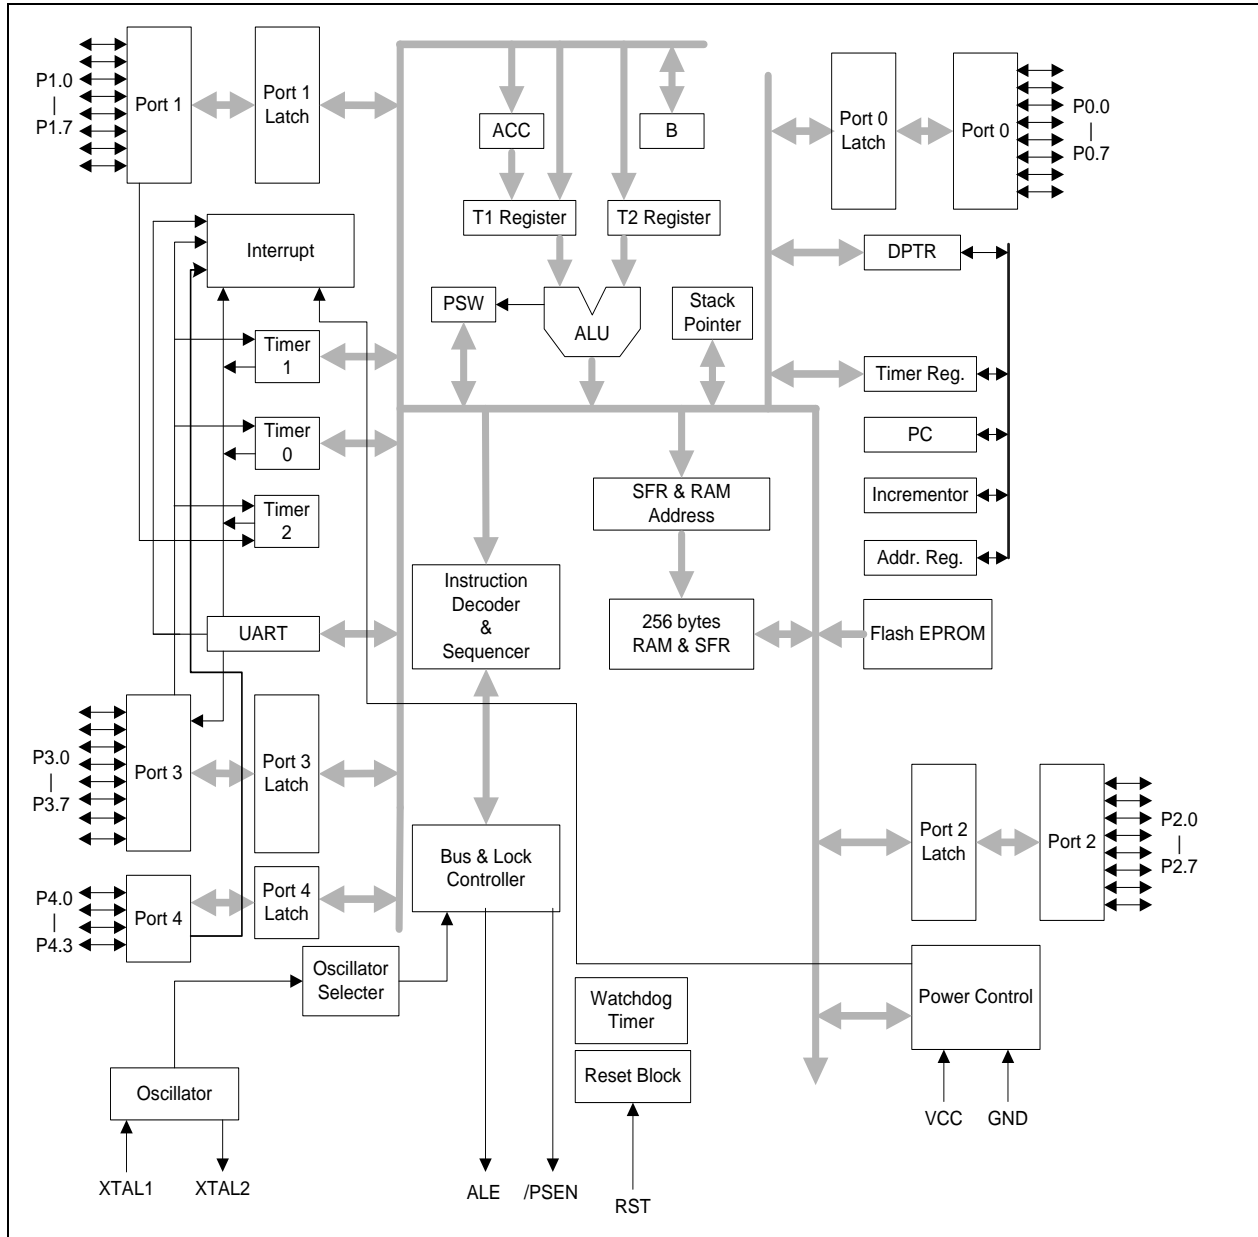 P1.0
|
P1.7
Port 1
Port 1
Latch
ACC
B
Port 0
Latch
Port 0
P0.0
|
P0.7
T1 Register
T2 Register
Interrupt
DPTR
PSW
ALU
Stack
Pointer
Timer
1
Timer Reg.
Timer
0
PC
Timer
2
SFR & RAM
Address
Incrementor
Addr. Reg.
Instruction
Decoder
&
Sequencer
256 bytes
RAM & SFR
Flash EPROM
UART
P3.0
|
P3.7
Port 3
Port 3
Latch
Bus & Lock
Controller
Port 2
Latch
Port 2
P2.0
|
P2.7
P4.0
|
P4.3
Port 4
Port 4
Latch
Oscillator
Selecter
Watchdog
Timer
Power Control
Oscillator
Reset Block
VCC
GND
XTAL1
XTAL2
ALE
/PSEN
RST